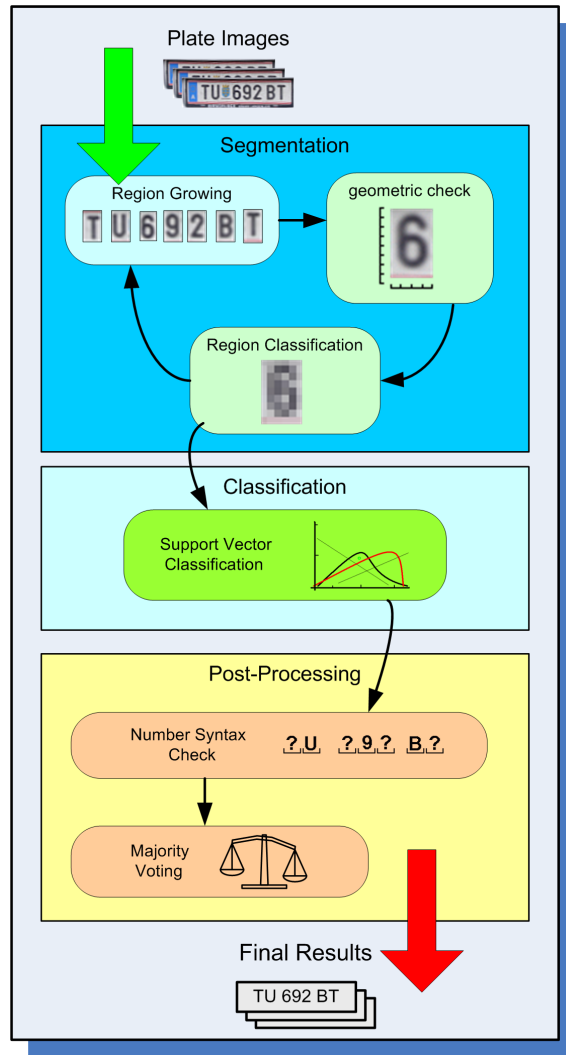 Plate Images
TU 692 BT
Segmentation
Region Growing
T U 6 9 2 B T
geometric check
6
Region Classification
6
Classification
Support Vector
Classification
Post-Processing
Number Syntax
Check
? U ? 9 ? B ?
Majority
Voting
Final Results
TU 692 BT